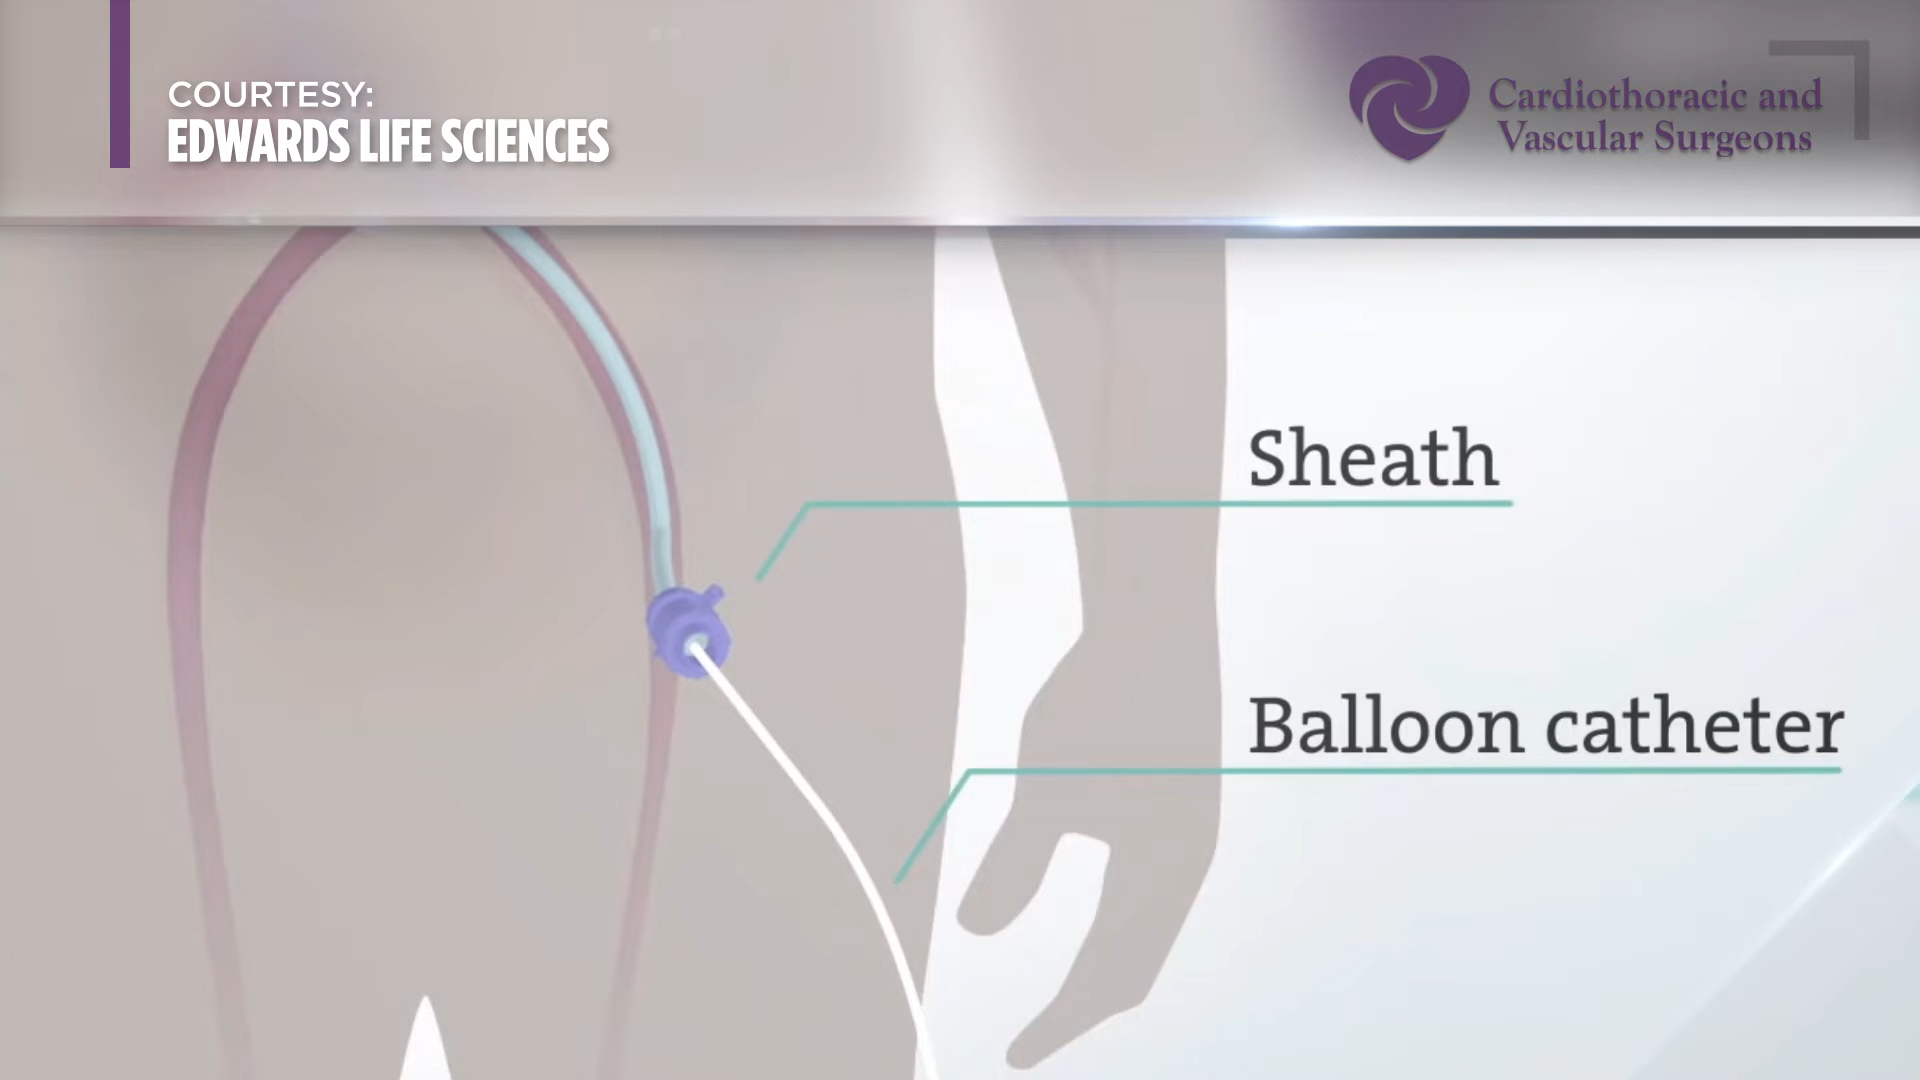 COURTESY:
EDWARDS LIFE SCIENCES
Cardiothoracic and
Vascular Surgeons
Sheath
Balloon catheter